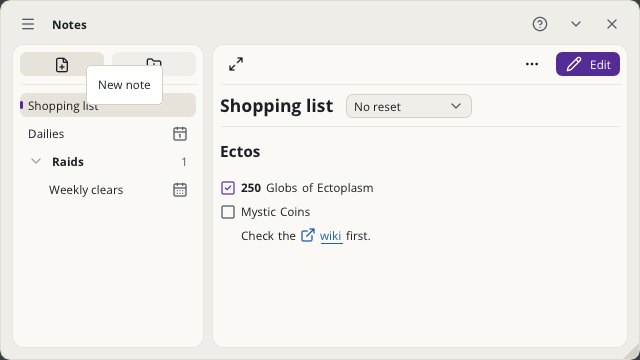 Notes
New note
Edit
Shopping list
Dailies
Raids 1
Weekly clears
Shopping list
No reset
Ectos
250 Globs of Ectoplasm
Mystic Coins
Check the wiki first.